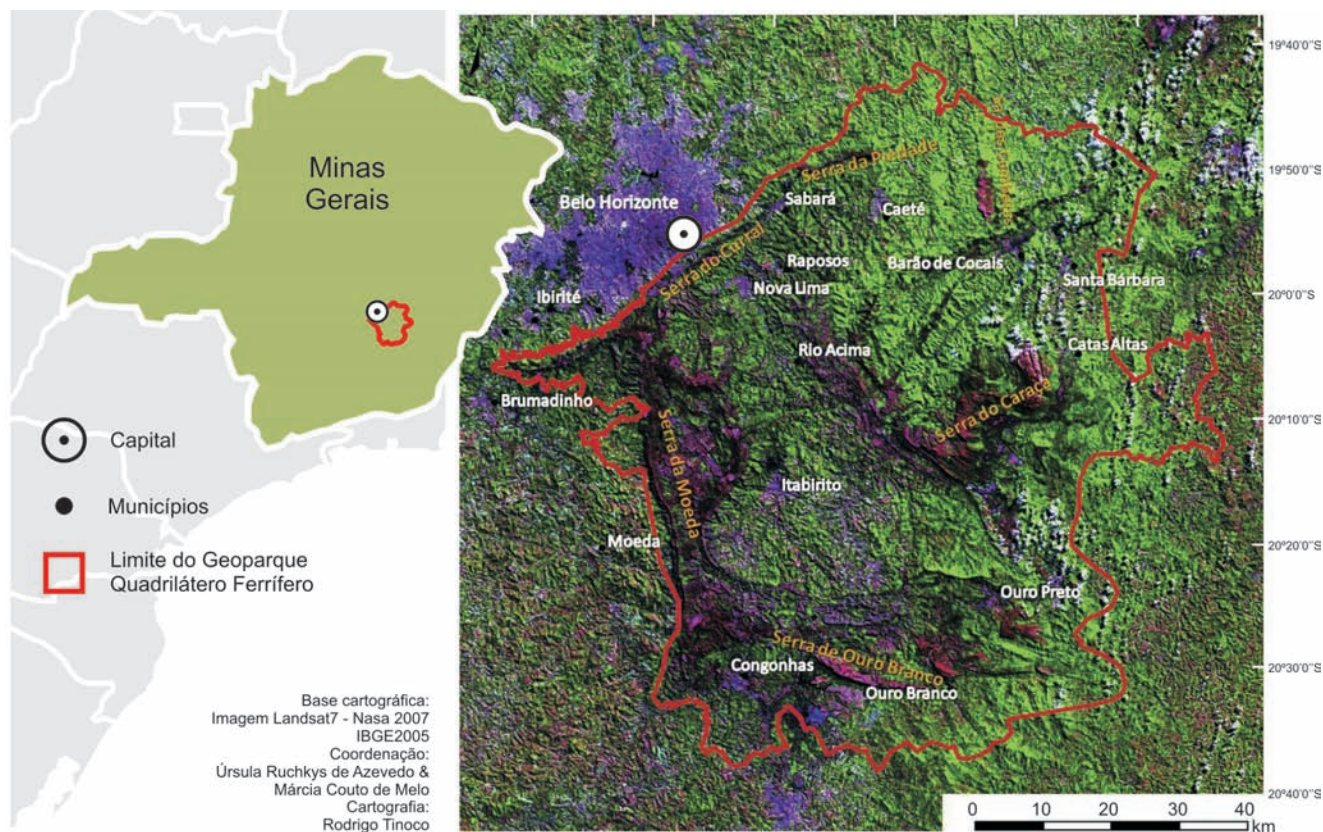 Minas
Gerais
Capital
Municípios
Limite do Geoparque
Quadrilátero Ferrífero
Base cartográfica:
Imagem Landsat7 - Nasa 2007
IBGE2005
Coordenação:
Úrsula Ruchkys de Azevedo &
Márcia Couto de Melo
Cartografia:
Rodrigo Tinoco
Serra da Piedade
Belo Horizonte
Sabará
Caeté
Serra do Curral
Raposos
Barão de Cocais
Nova Lima
Santa Bárbara
Ibirité
Rio Acima
Catas Altas
Brumadinho
Serra do Caraça
Serra da Moeda
Itabirito
Moeda
Ouro Preto
Serra de Ouro Branco
Congonhas
Ouro Branco
19°40'0"S
19°50'0"S
20°0'0"S
20°10'0"S
20°20'0"S
20°30'0"S
20°40'0"S
0 10 20 30 40
km